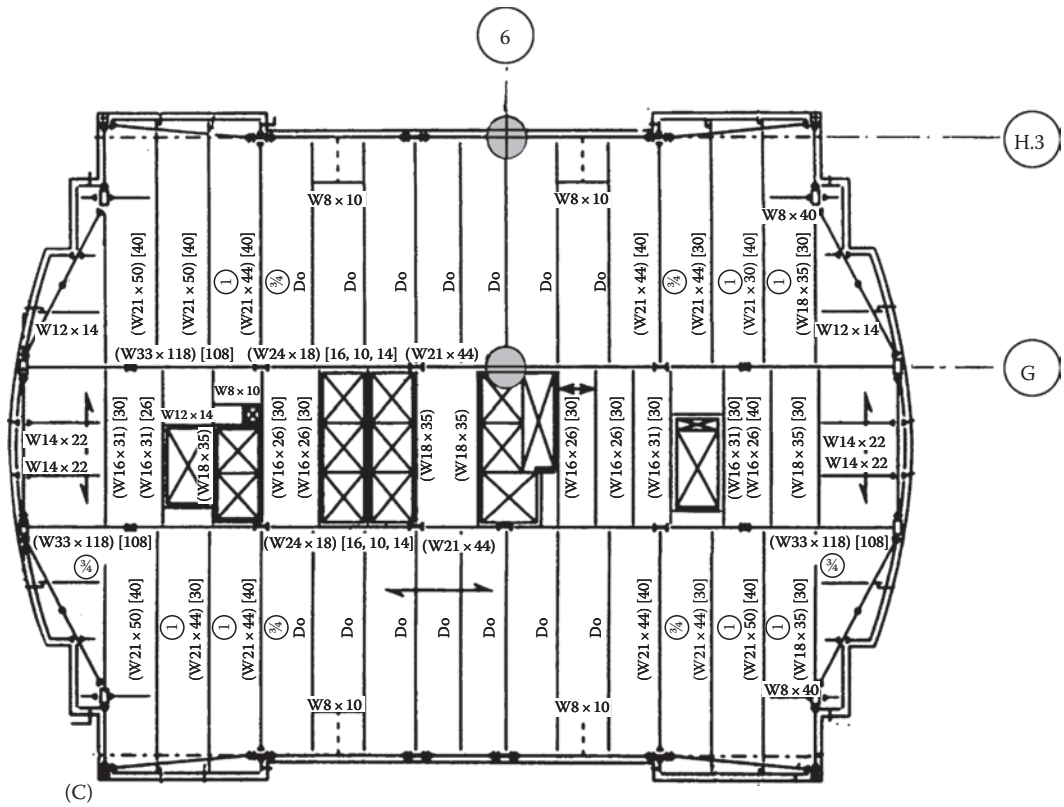 6
H.3
W8 × 10
W8 × 10
W8 × 40
(W21 × 50) [40]
(W21 × 50) [40]
1
(W21 × 44) [40]
¾
Do
Do
Do
Do
Do
Do
Do
(W21 × 44) [40]
¾
(W21 × 44) [30]
1
(W21 × 30) [40]
1
(W18 × 35) [30]
W12 × 14
W12 × 14
(W33 × 118) [108]
(W24 × 18) [16, 10, 14]
(W21 × 44)
G
W8 × 10
W12 × 14
W14 × 22
W14 × 22
(W16 × 31) [30]
(W16 × 31) [26]
(W18 × 35)
(W16 × 26) [30]
(W16 × 26) [30]
(W18 × 35)
(W18 × 35)
(W16 × 26) [30]
(W16 × 26) [30]
(W16 × 31) [30]
(W16 × 31) [30]
(W16 × 26) [40]
(W18 × 35) [30]
W14 × 22
W14 × 22
(W33 × 118) [108]
(W24 × 18) [16, 10, 14]
(W21 × 44)
(W33 × 118) [108]
¾
¾
(W21 × 50) [40]
1
(W21 × 44) [30]
1
(W21 × 44) [40]
¾
Do
Do
Do
Do
Do
Do
Do
(W21 × 44) [40]
¾
(W21 × 44) [30]
1
(W21 × 50) [40]
1
(W18 × 35) [30]
W8 × 40
W8 × 10
W8 × 10
(C)